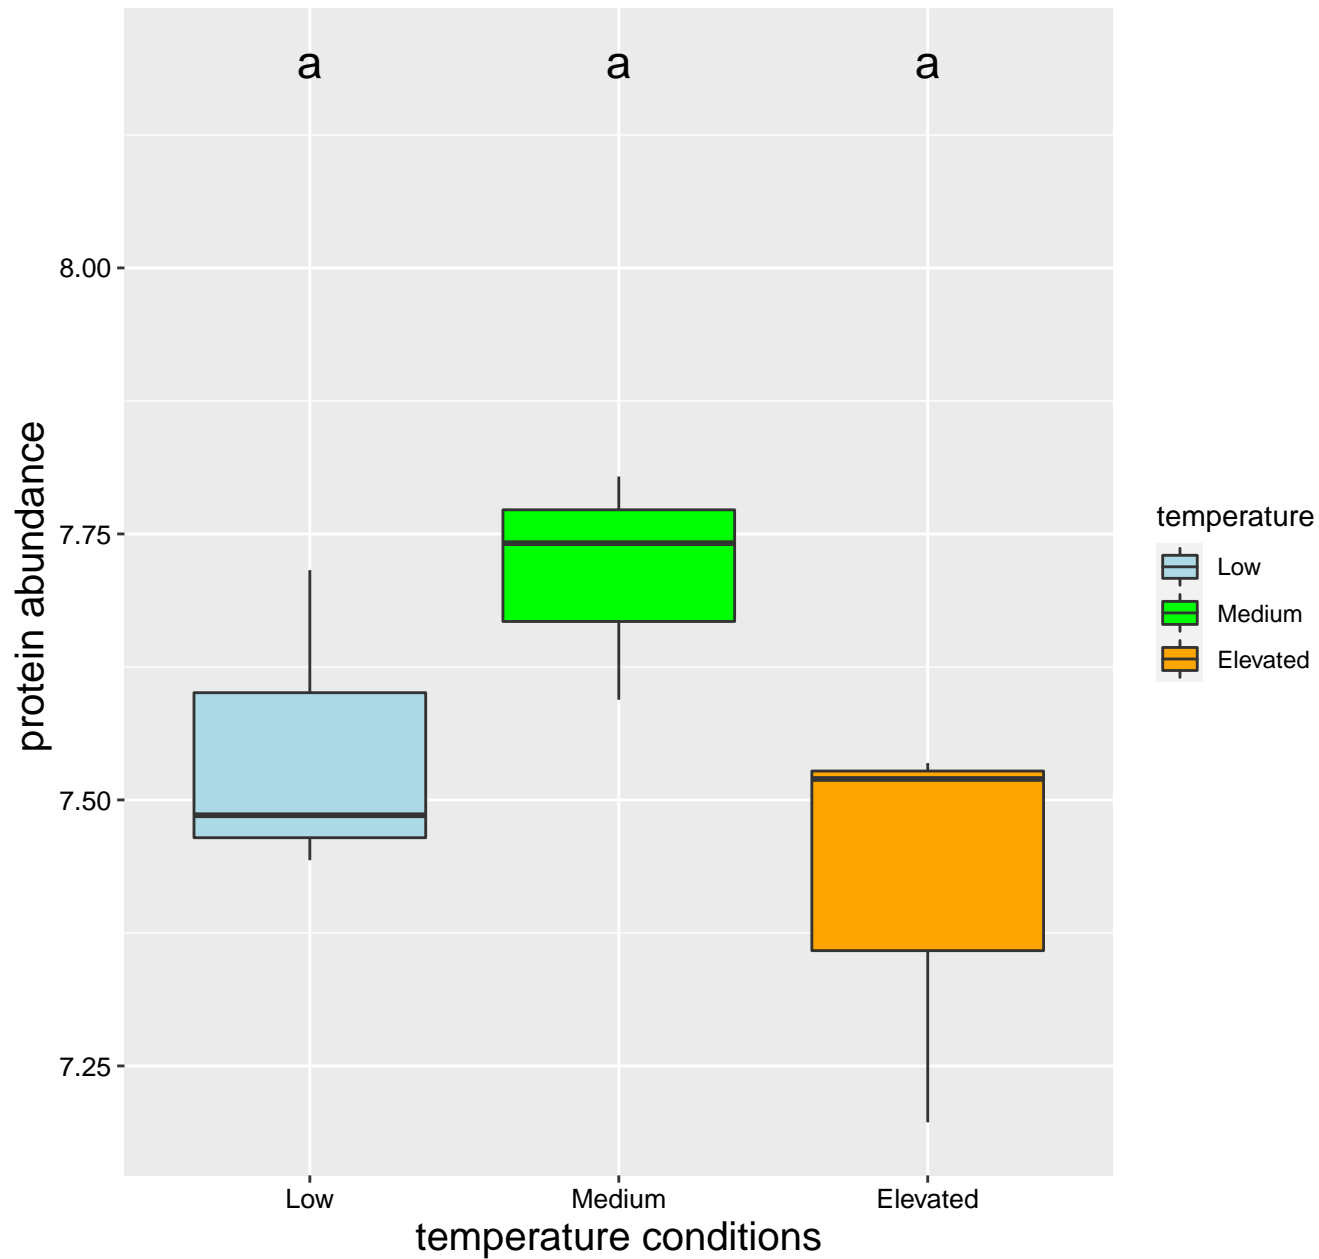 a a a
8.00
7.75
7.50
7.25
protein abundance
Low Medium Elevated
temperature conditions
temperature
Low
Medium
Elevated